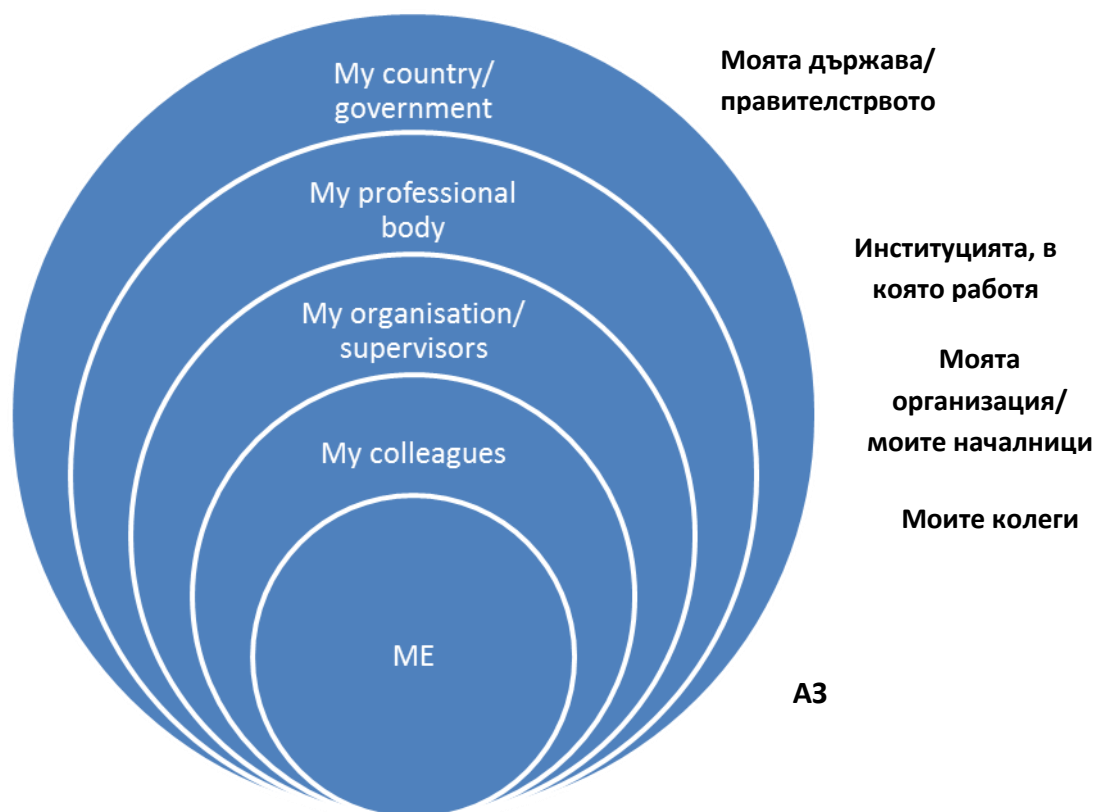 My country/
government
Моята държава/
правителстрвото
My professional
body
Институцията, в
която работя
My organisation/
supervisors
Моята
организация/
моите началници
My colleagues
Моите колеги
ME
АЗ